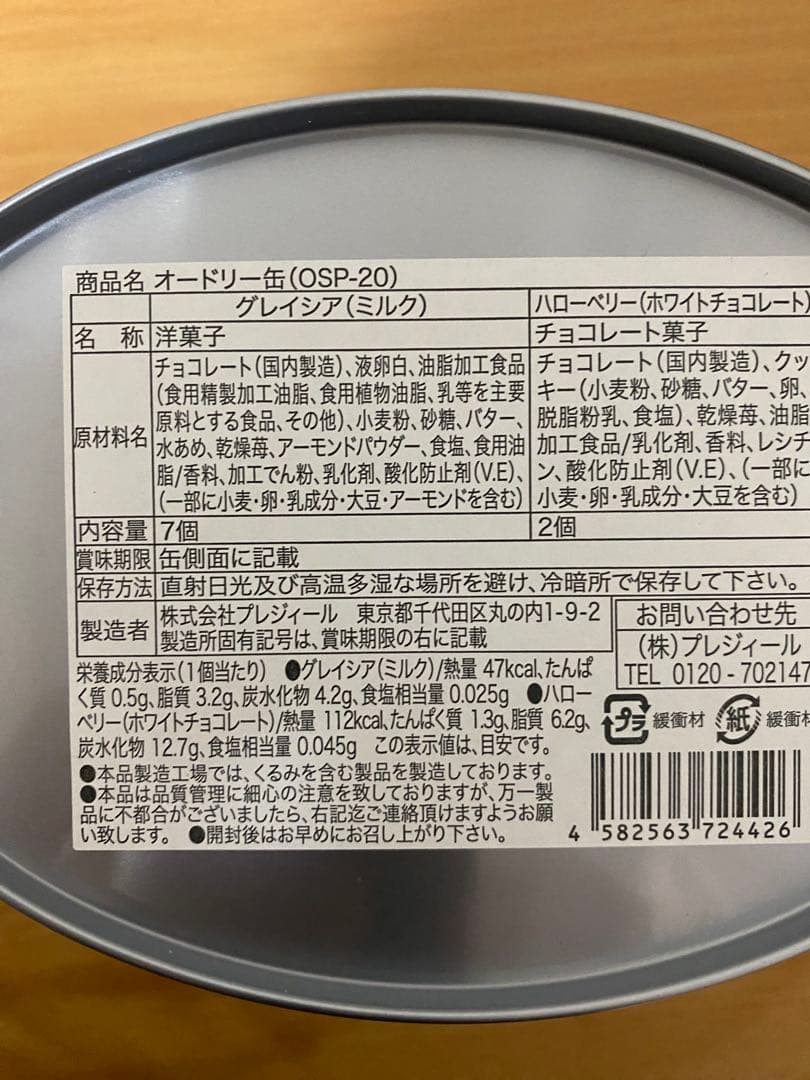 商品名 オードリー缶(OSP-20)
グレイシア(ミルク) ハローベリー(ホワイトチョコレート)
名 称 洋菓子 チョコレート菓子
原材料名
チョコレート(国内製造)、液卵白、油脂加工食品
(食用精製加工油脂、食用植物油脂、乳等を主要
原料とする食品、その他)、小麦粉、砂糖、バター、
水あめ、乾燥苺、アーモンドパウダー、食塩、食用油
脂/香料、加工でん粉、乳化剤、酸化防止剤(V.E)、
(一部に小麦・卵・乳成分・大豆・アーモンドを含む)
チョコレート(国内製造)、クッ
キー(小麦粉、砂糖、バター、卵、
脱脂粉乳、食塩)、乾燥苺、油脂
加工食品/乳化剤、香料、レシチ
ン、酸化防止剤(V.E)、(一部に
小麦・卵・乳成分・大豆を含む)
内容量 7個 2個
賞味期限 缶側面に記載
保存方法 直射日光及び高温多湿な場所を避け、冷暗所で保存して下さい。
製造者
株式会社プレジィール 東京都千代田区丸の内1-9-2
製造所固有記号は、賞味期限の右に記載
お問い合わせ先
(株)プレジィール
TEL 0120-702147
栄養成分表示(1個当たり) ●グレイシア(ミルク)/熱量 47kcal、たんぱ
く質 0.5g、脂質 3.2g、炭水化物 4.2g、食塩相当量 0.025g ●ハロー
ベリー(ホワイトチョコレート)/熱量 112kcal、たんぱく質 1.3g、脂質 6.2g、
炭水化物 12.7g、食塩相当量 0.045g この表示値は、目安です。
プラ 緩衝材 紙 緩衝材
●本品製造工場では、くるみを含む製品を製造しております。
●本品は品質管理に細心の注意を致しておりますが、万一製
品に不都合がございましたら、右記迄ご連絡頂けますようお願
い致します。 ●開封後はお早めにお召し上がり下さい。
4 582563 724426